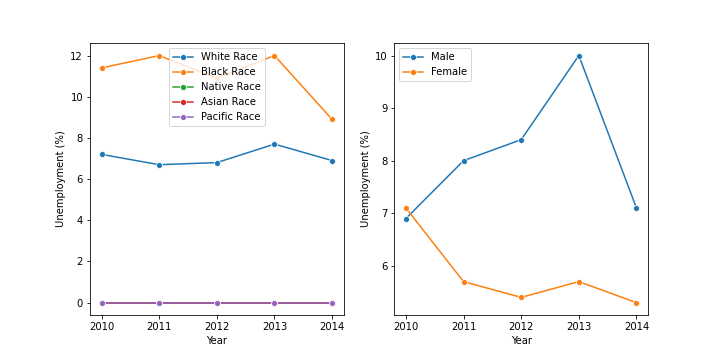 White Race
Black Race
Native Race
Asian Race
Pacific Race
12
10
8
6
4
2
0
Unemployment (%)
2010 2011 2012 2013 2014
Year
Male
Female
10
9
8
7
6
Unemployment (%)
2010 2011 2012 2013 2014
Year